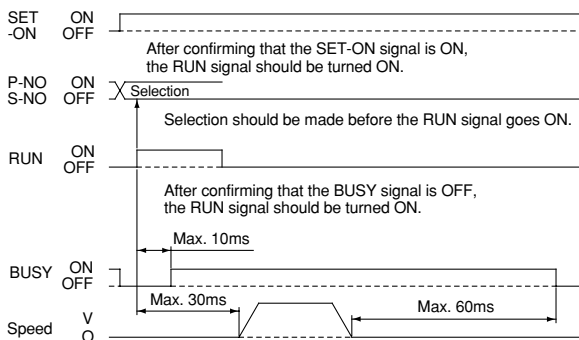 SET ON
-ON OFF
After confirming that the SET-ON signal is ON,
the RUN signal should be turned ON.
P-NO ON
S-NO OFF
Selection
Selection should be made before the RUN signal goes ON.
RUN ON
OFF
After confirming that the BUSY signal is OFF,
the RUN signal should be turned ON.
Max. 10ms
BUSY ON
OFF
Max. 30ms
Max. 60ms
Speed V
O